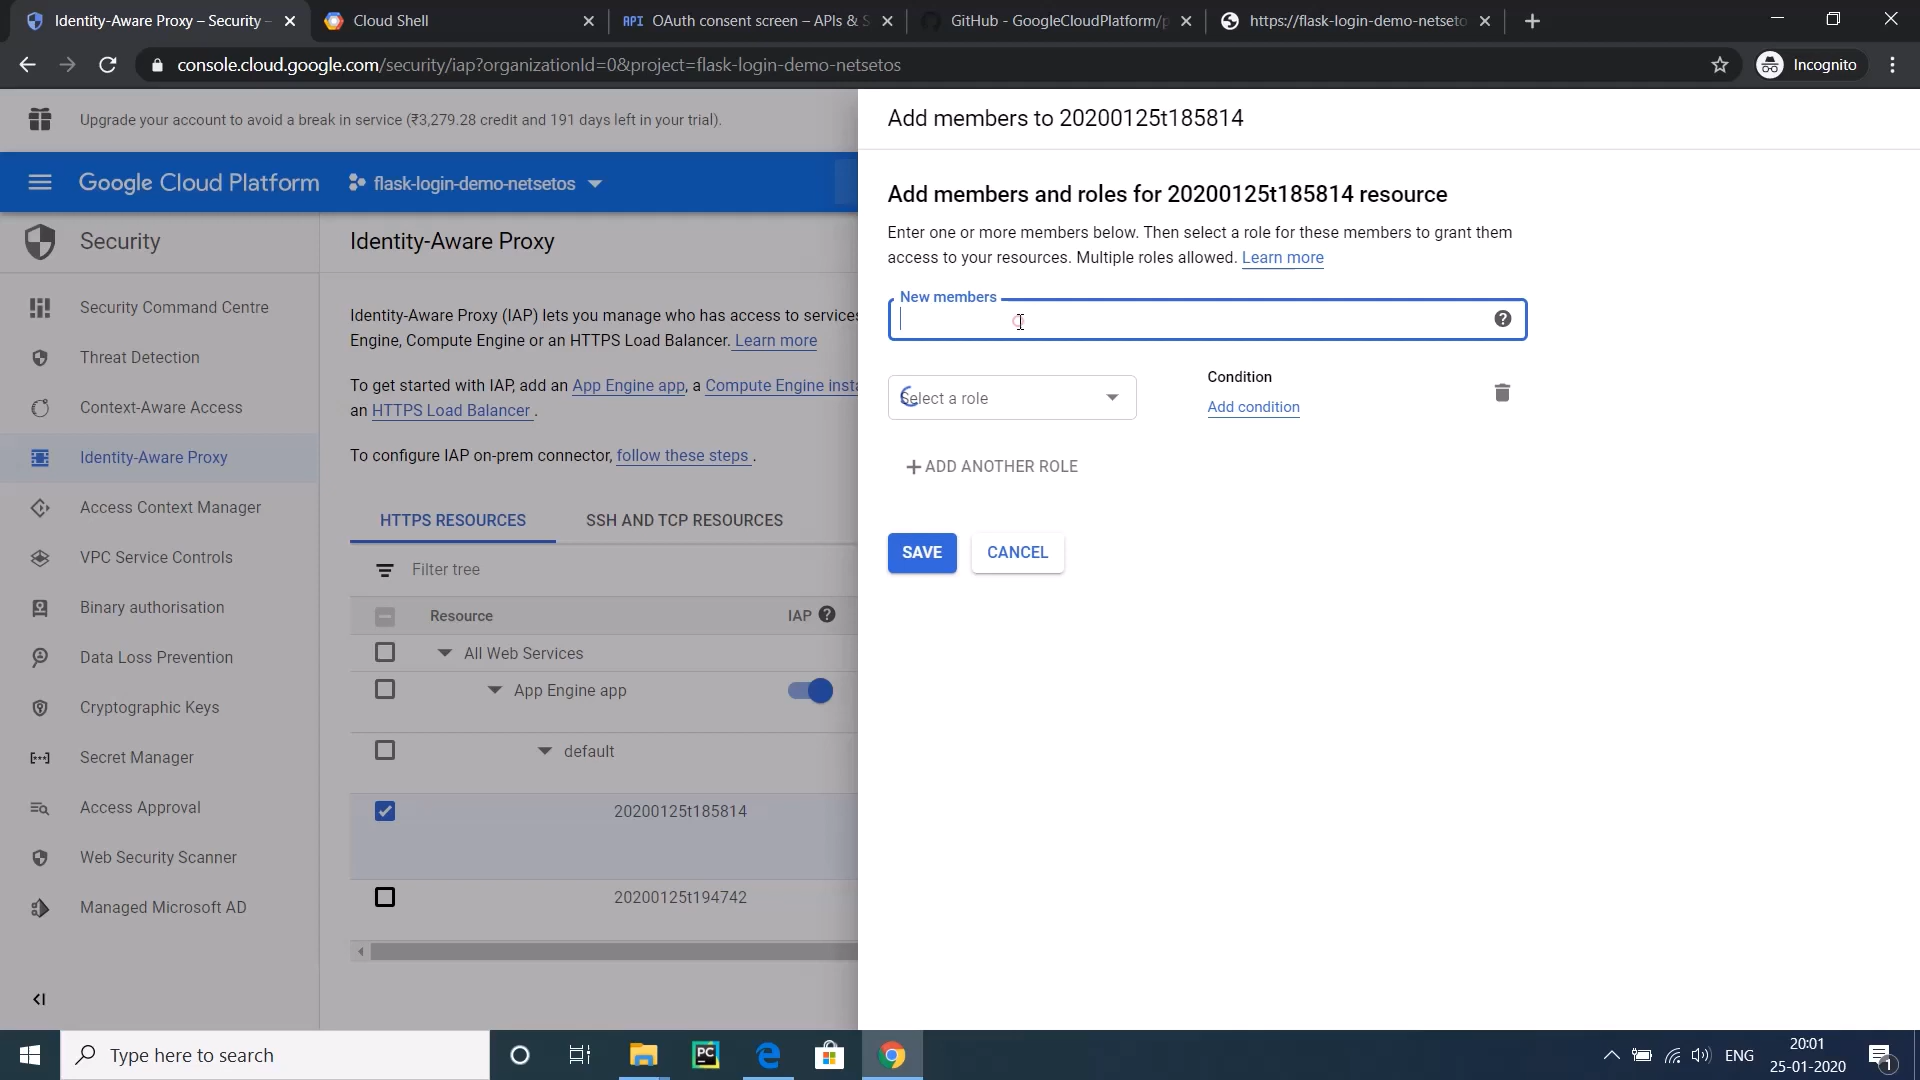 Identity-Aware Proxy – Security –
Cloud Shell
API OAuth consent screen – APIs & S
GitHub - GoogleCloudPlatform/p
https://flask-login-demo-netseto
console.cloud.google.com/security/iap?organizationId=0&project=flask-login-demo-netsetos
Incognito
Upgrade your account to avoid a break in service (₹3,279.28 credit and 191 days left in your trial).
Google Cloud Platform
flask-login-demo-netsetos
Security
Security Command Centre
Threat Detection
Context-Aware Access
Identity-Aware Proxy
Access Context Manager
VPC Service Controls
Binary authorisation
Data Loss Prevention
Cryptographic Keys
Secret Manager
Access Approval
Web Security Scanner
Managed Microsoft AD
Identity-Aware Proxy
Identity-Aware Proxy (IAP) lets you manage who has access to services
Engine, Compute Engine or an HTTPS Load Balancer. Learn more
To get started with IAP, add an App Engine app, a Compute Engine insta
an HTTPS Load Balancer .
To configure IAP on-prem connector, follow these steps .
HTTPS RESOURCES
SSH AND TCP RESOURCES
Filter tree
Resource
IAP
All Web Services
App Engine app
default
20200125t185814
20200125t194742
Add members to 20200125t185814
Add members and roles for 20200125t185814 resource
Enter one or more members below. Then select a role for these members to grant them
access to your resources. Multiple roles allowed. Learn more
New members
Select a role
Condition
Add condition
+ ADD ANOTHER ROLE
SAVE
CANCEL
Type here to search
PC
ENG
20:01
25-01-2020
1